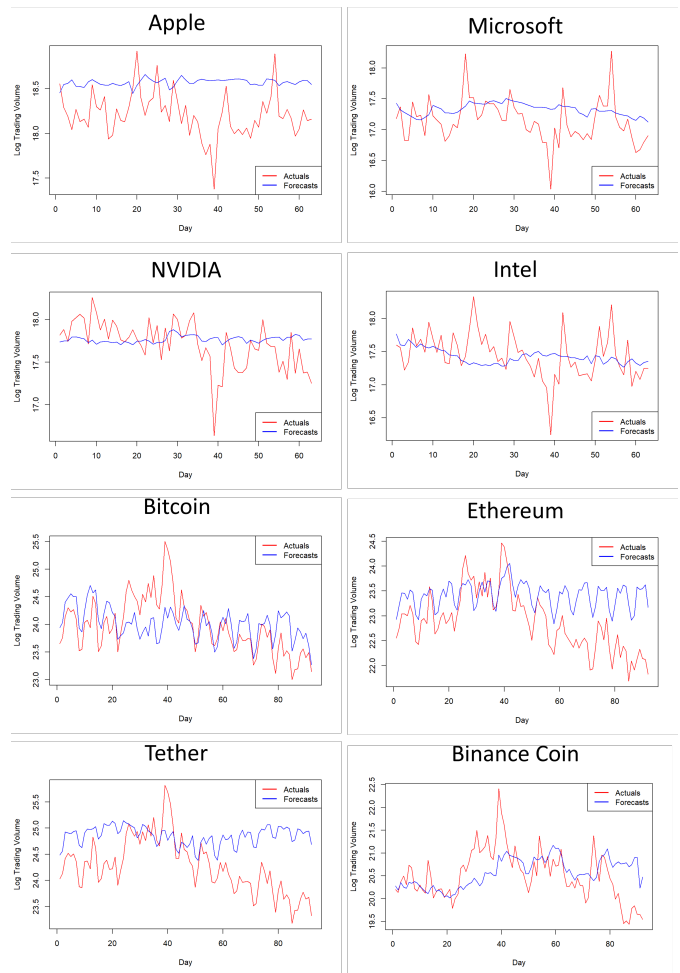 Apple
Log Trading Volume
18.5
18.0
17.5
0 10 20 30 40 50 60
Day
Actuals
Forecasts
Microsoft
Log Trading Volume
18.0
17.5
17.0
16.5
16.0
0 10 20 30 40 50 60
Day
Actuals
Forecasts
NVIDIA
Log Trading Volume
18.0
17.5
17.0
0 10 20 30 40 50 60
Day
Actuals
Forecasts
Intel
Log Trading Volume
18.0
17.5
17.0
16.5
0 10 20 30 40 50 60
Day
Actuals
Forecasts
Bitcoin
Log Trading Volume
25.5
25.0
24.5
24.0
23.5
23.0
0 20 40 60 80
Day
Actuals
Forecasts
Ethereum
Log Trading Volume
24.5
24.0
23.5
23.0
22.5
22.0
0 20 40 60 80
Day
Actuals
Forecasts
Tether
Log Trading Volume
25.5
25.0
24.5
24.0
23.5
0 20 40 60 80
Day
Actuals
Forecasts
Binance Coin
Log Trading Volume
22.5
22.0
21.5
21.0
20.5
20.0
19.5
0 20 40 60 80
Day
Actuals
Forecasts